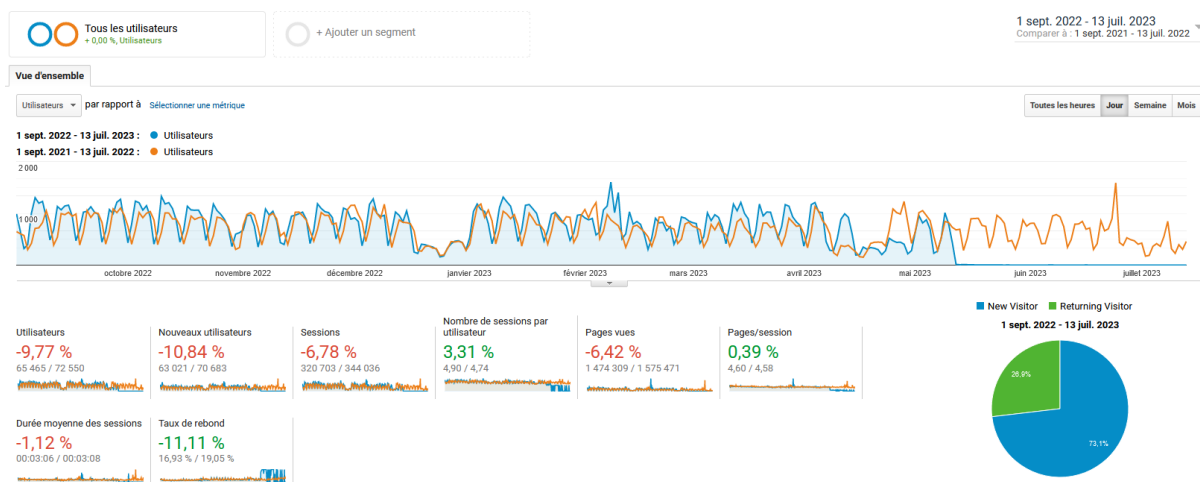 Tous les utilisateurs
+ 0,00 %, Utilisateurs
+ Ajouter un segment
1 sept. 2022 - 13 juil. 2023
Comparer à : 1 sept. 2021 - 13 juil. 2022
Vue d'ensemble
Utilisateurs par rapport à Sélectionner une métrique
Toutes les heures Jour Semaine Mois
1 sept. 2022 - 13 juil. 2023 : Utilisateurs
1 sept. 2021 - 13 juil. 2022 : Utilisateurs
2 000
1 000
octobre 2022 novembre 2022 décembre 2022 janvier 2023 février 2023 mars 2023 avril 2023 mai 2023 juin 2023 juillet 2023
New Visitor Returning Visitor
1 sept. 2022 - 13 juil. 2023
26,9%
73,1%
Utilisateurs
-9,77 %
65 465 / 72 550
Nouveaux utilisateurs
-10,84 %
63 021 / 70 683
Sessions
-6,78 %
320 703 / 344 036
Nombre de sessions par
utilisateur
3,31 %
4,90 / 4,74
Pages vues
-6,42 %
1 474 309 / 1 575 471
Pages/session
0,39 %
4,60 / 4,58
Durée moyenne des sessions
-1,12 %
00:03:06 / 00:03:08
Taux de rebond
-11,11 %
16,93 % / 19,05 %